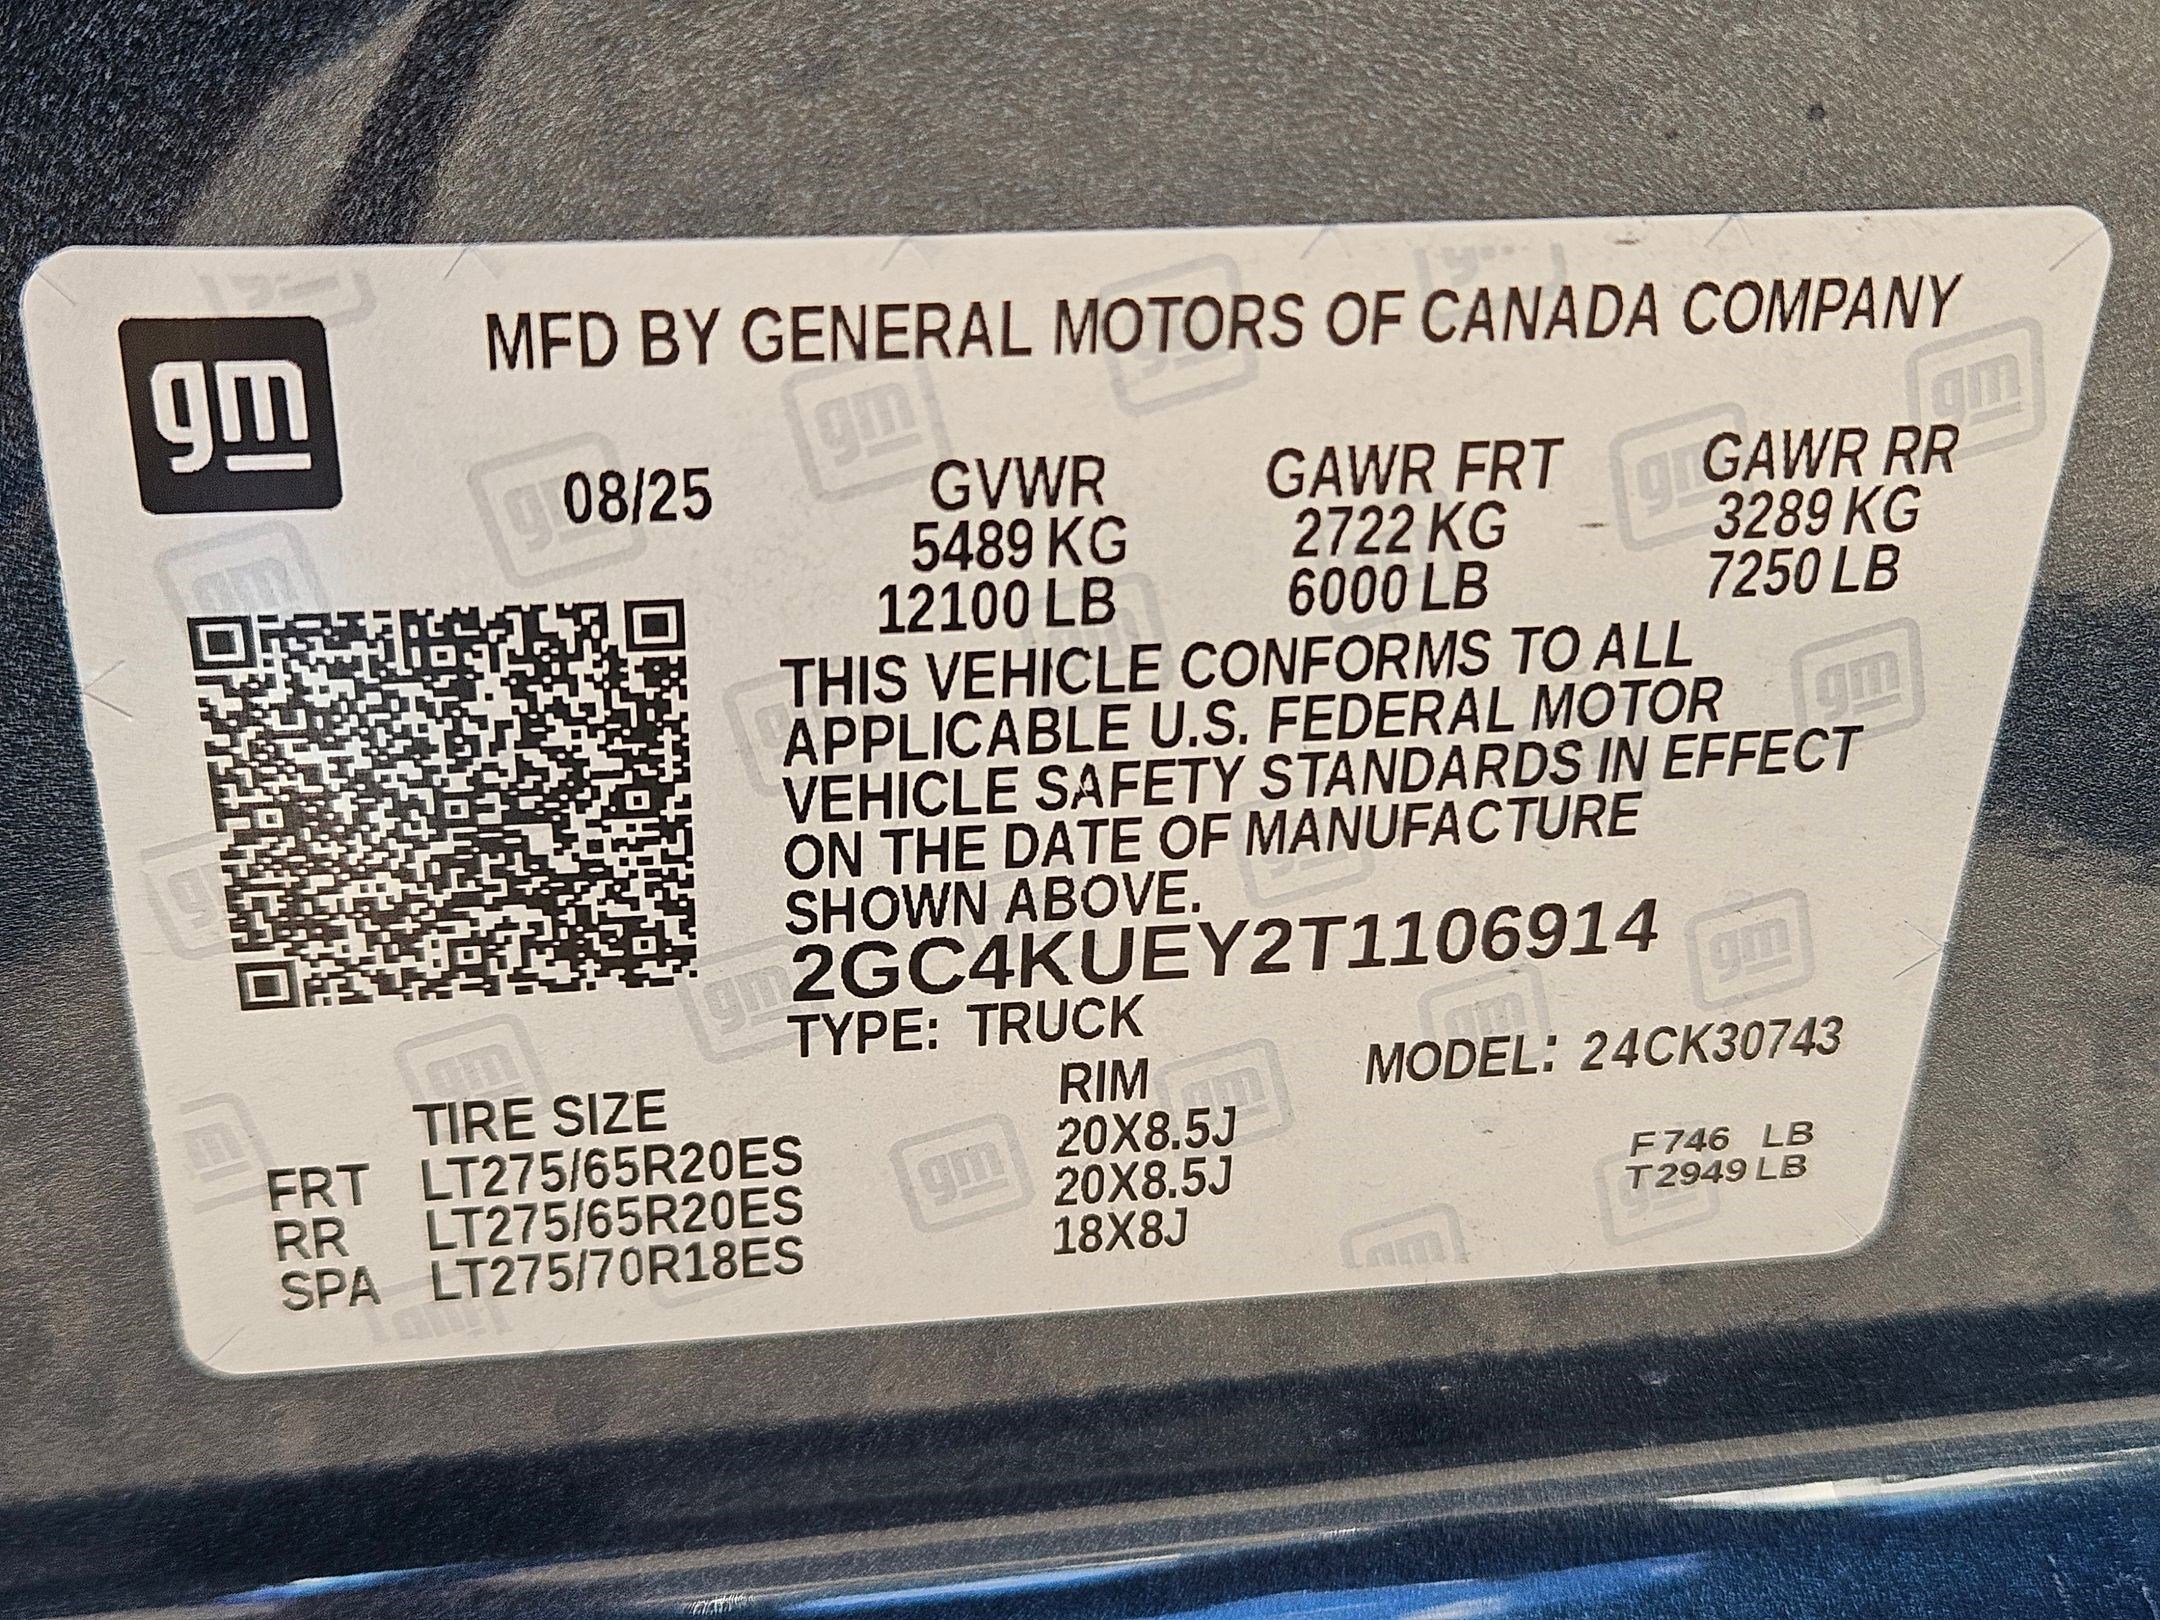 MFD BY GENERAL MOTORS OF CANADA COMPANY
gm
08/25 GVWR GAWR FRT GAWR RR
5489 KG 2722 KG 3289 KG
12100 LB 6000 LB 7250 LB
THIS VEHICLE CONFORMS TO ALL
APPLICABLE U.S. FEDERAL MOTOR
VEHICLE SAFETY STANDARDS IN EFFECT
ON THE DATE OF MANUFACTURE
SHOWN ABOVE.
2GC4KUEY2T1106914
TYPE: TRUCK MODEL: 24CK30743
TIRE SIZE RIM
FRT LT275/65R20ES 20X8.5J F 746 LB
RR LT275/65R20ES 20X8.5J T 2949 LB
SPA LT275/70R18ES 18X8J